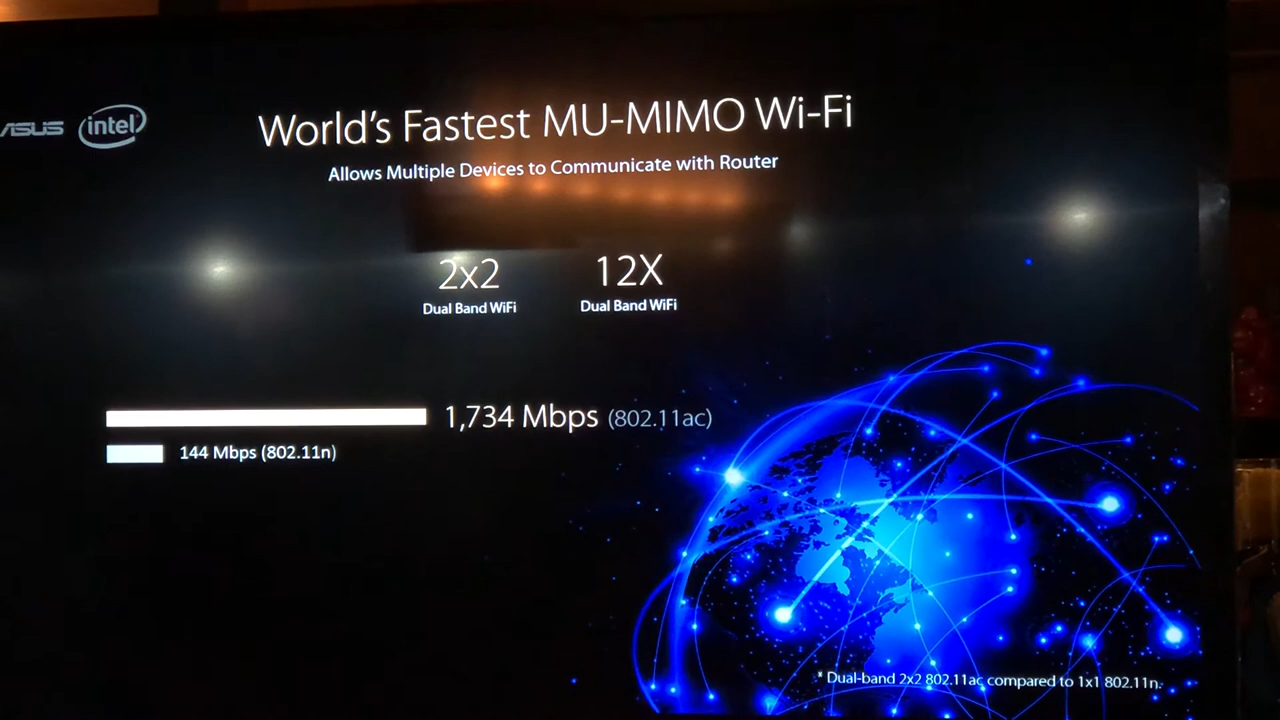 ASUS intel
World's Fastest MU-MIMO Wi-Fi
Allows Multiple Devices to Communicate with Router
2x2 12X
Dual Band WiFi Dual Band WiFi
1,734 Mbps (802.11ac)
144 Mbps (802.11n)
* Dual-band 2x2 802.11ac compared to 1x1 802.11n.